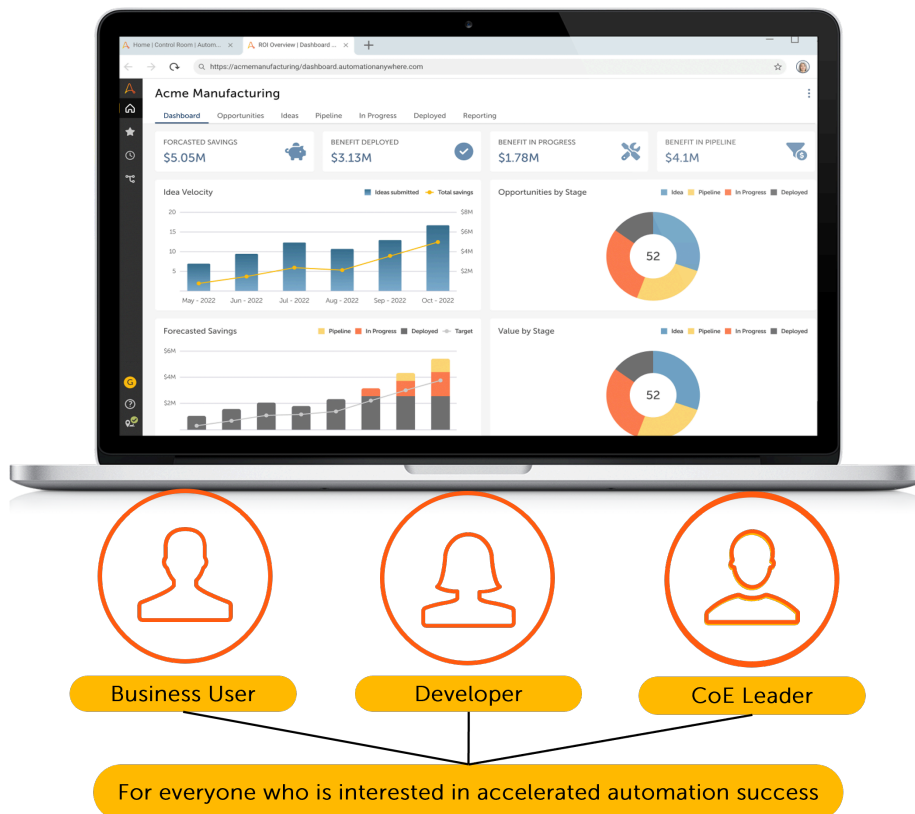 Home | Control Room | Autom... ×
ROI Overview | Dashboard ... ×
https://acmemanufacturing/dashboard.automationanywhere.com
Acme Manufacturing
Dashboard Opportunities Ideas Pipeline In Progress Deployed Reporting
FORCASTED SAVINGS
$5.05M
BENEFIT DEPLOYED
$3.13M
BENEFIT IN PROGRESS
$1.78M
BENEFIT IN PIPELINE
$4.1M
Idea Velocity
Ideas submitted Total savings
20 $8M
15 $6M
10 $4M
5 $2M
May - 2022 Jun - 2022 Jul - 2022 Aug - 2022 Sep - 2022 Oct - 2022
Opportunities by Stage
Idea Pipeline In Progress Deployed
52
Forecasted Savings
Pipeline In Progress Deployed Target
$6M
$4M
$2M
Value by Stage
Idea Pipeline In Progress Deployed
52
G
Business User
Developer
CoE Leader
For everyone who is interested in accelerated automation success